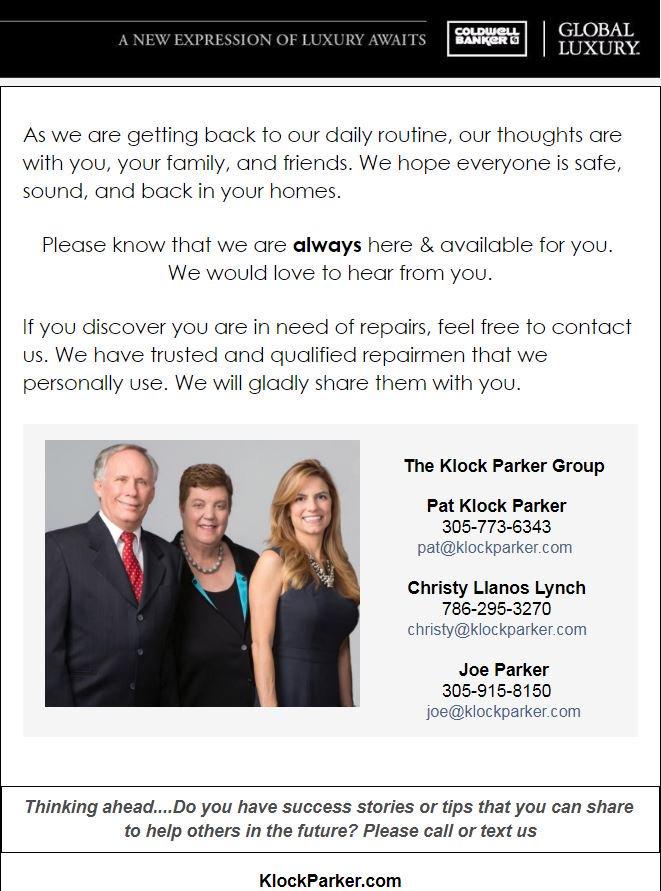 A NEW EXPRESSION OF LUXURY AWAITS
COLDWELL
BANKER
GLOBAL
LUXURY.
As we are getting back to our daily routine, our thoughts are
with you, your family, and friends. We hope everyone is safe,
sound, and back in your homes.
Please know that we are always here & available for you.
We would love to hear from you.
If you discover you are in need of repairs, feel free to contact
us. We have trusted and qualified repairmen that we
personally use. We will gladly share them with you.
The Klock Parker Group
Pat Klock Parker
305-773-6343
pat@klockparker.com
Christy Llanos Lynch
786-295-3270
christy@klockparker.com
Joe Parker
305-915-8150
joe@klockparker.com
Thinking ahead....Do you have success stories or tips that you can share
to help others in the future? Please call or text us
KlockParker.com